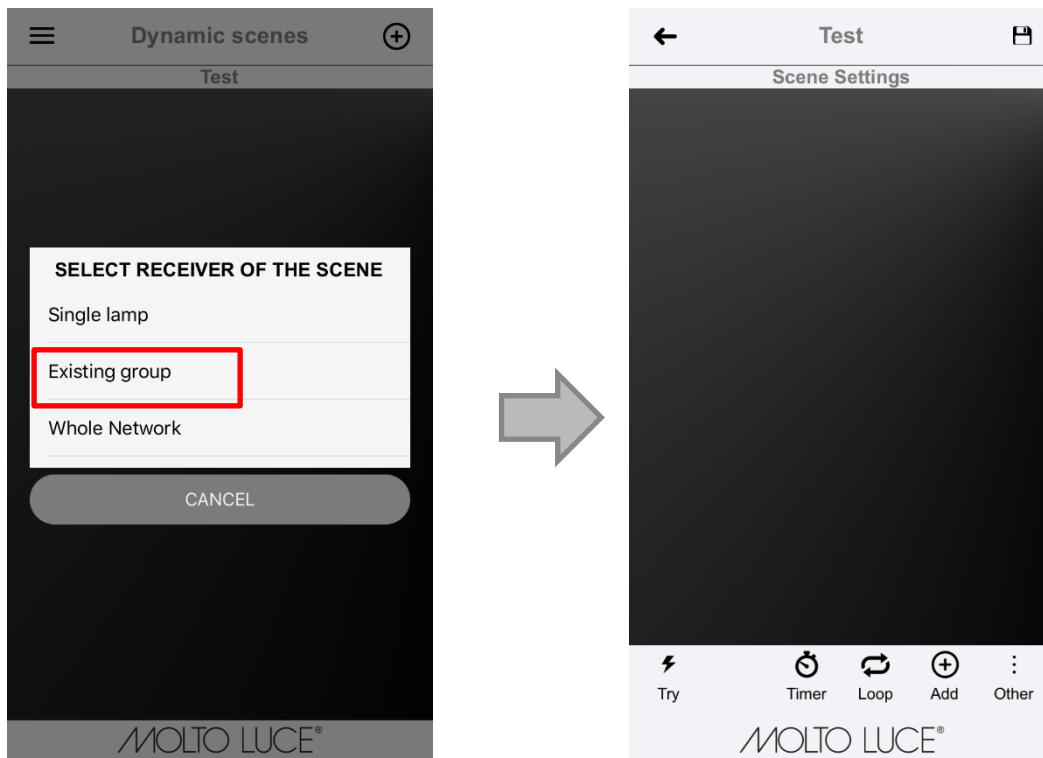 Dynamic scenes
Test
SELECT RECEIVER OF THE SCENE
Single lamp
Existing group
Whole Network
CANCEL
MOLTO LUCE®
Test
Scene Settings
Try
Timer
Loop
Add
Other
MOLTO LUCE®